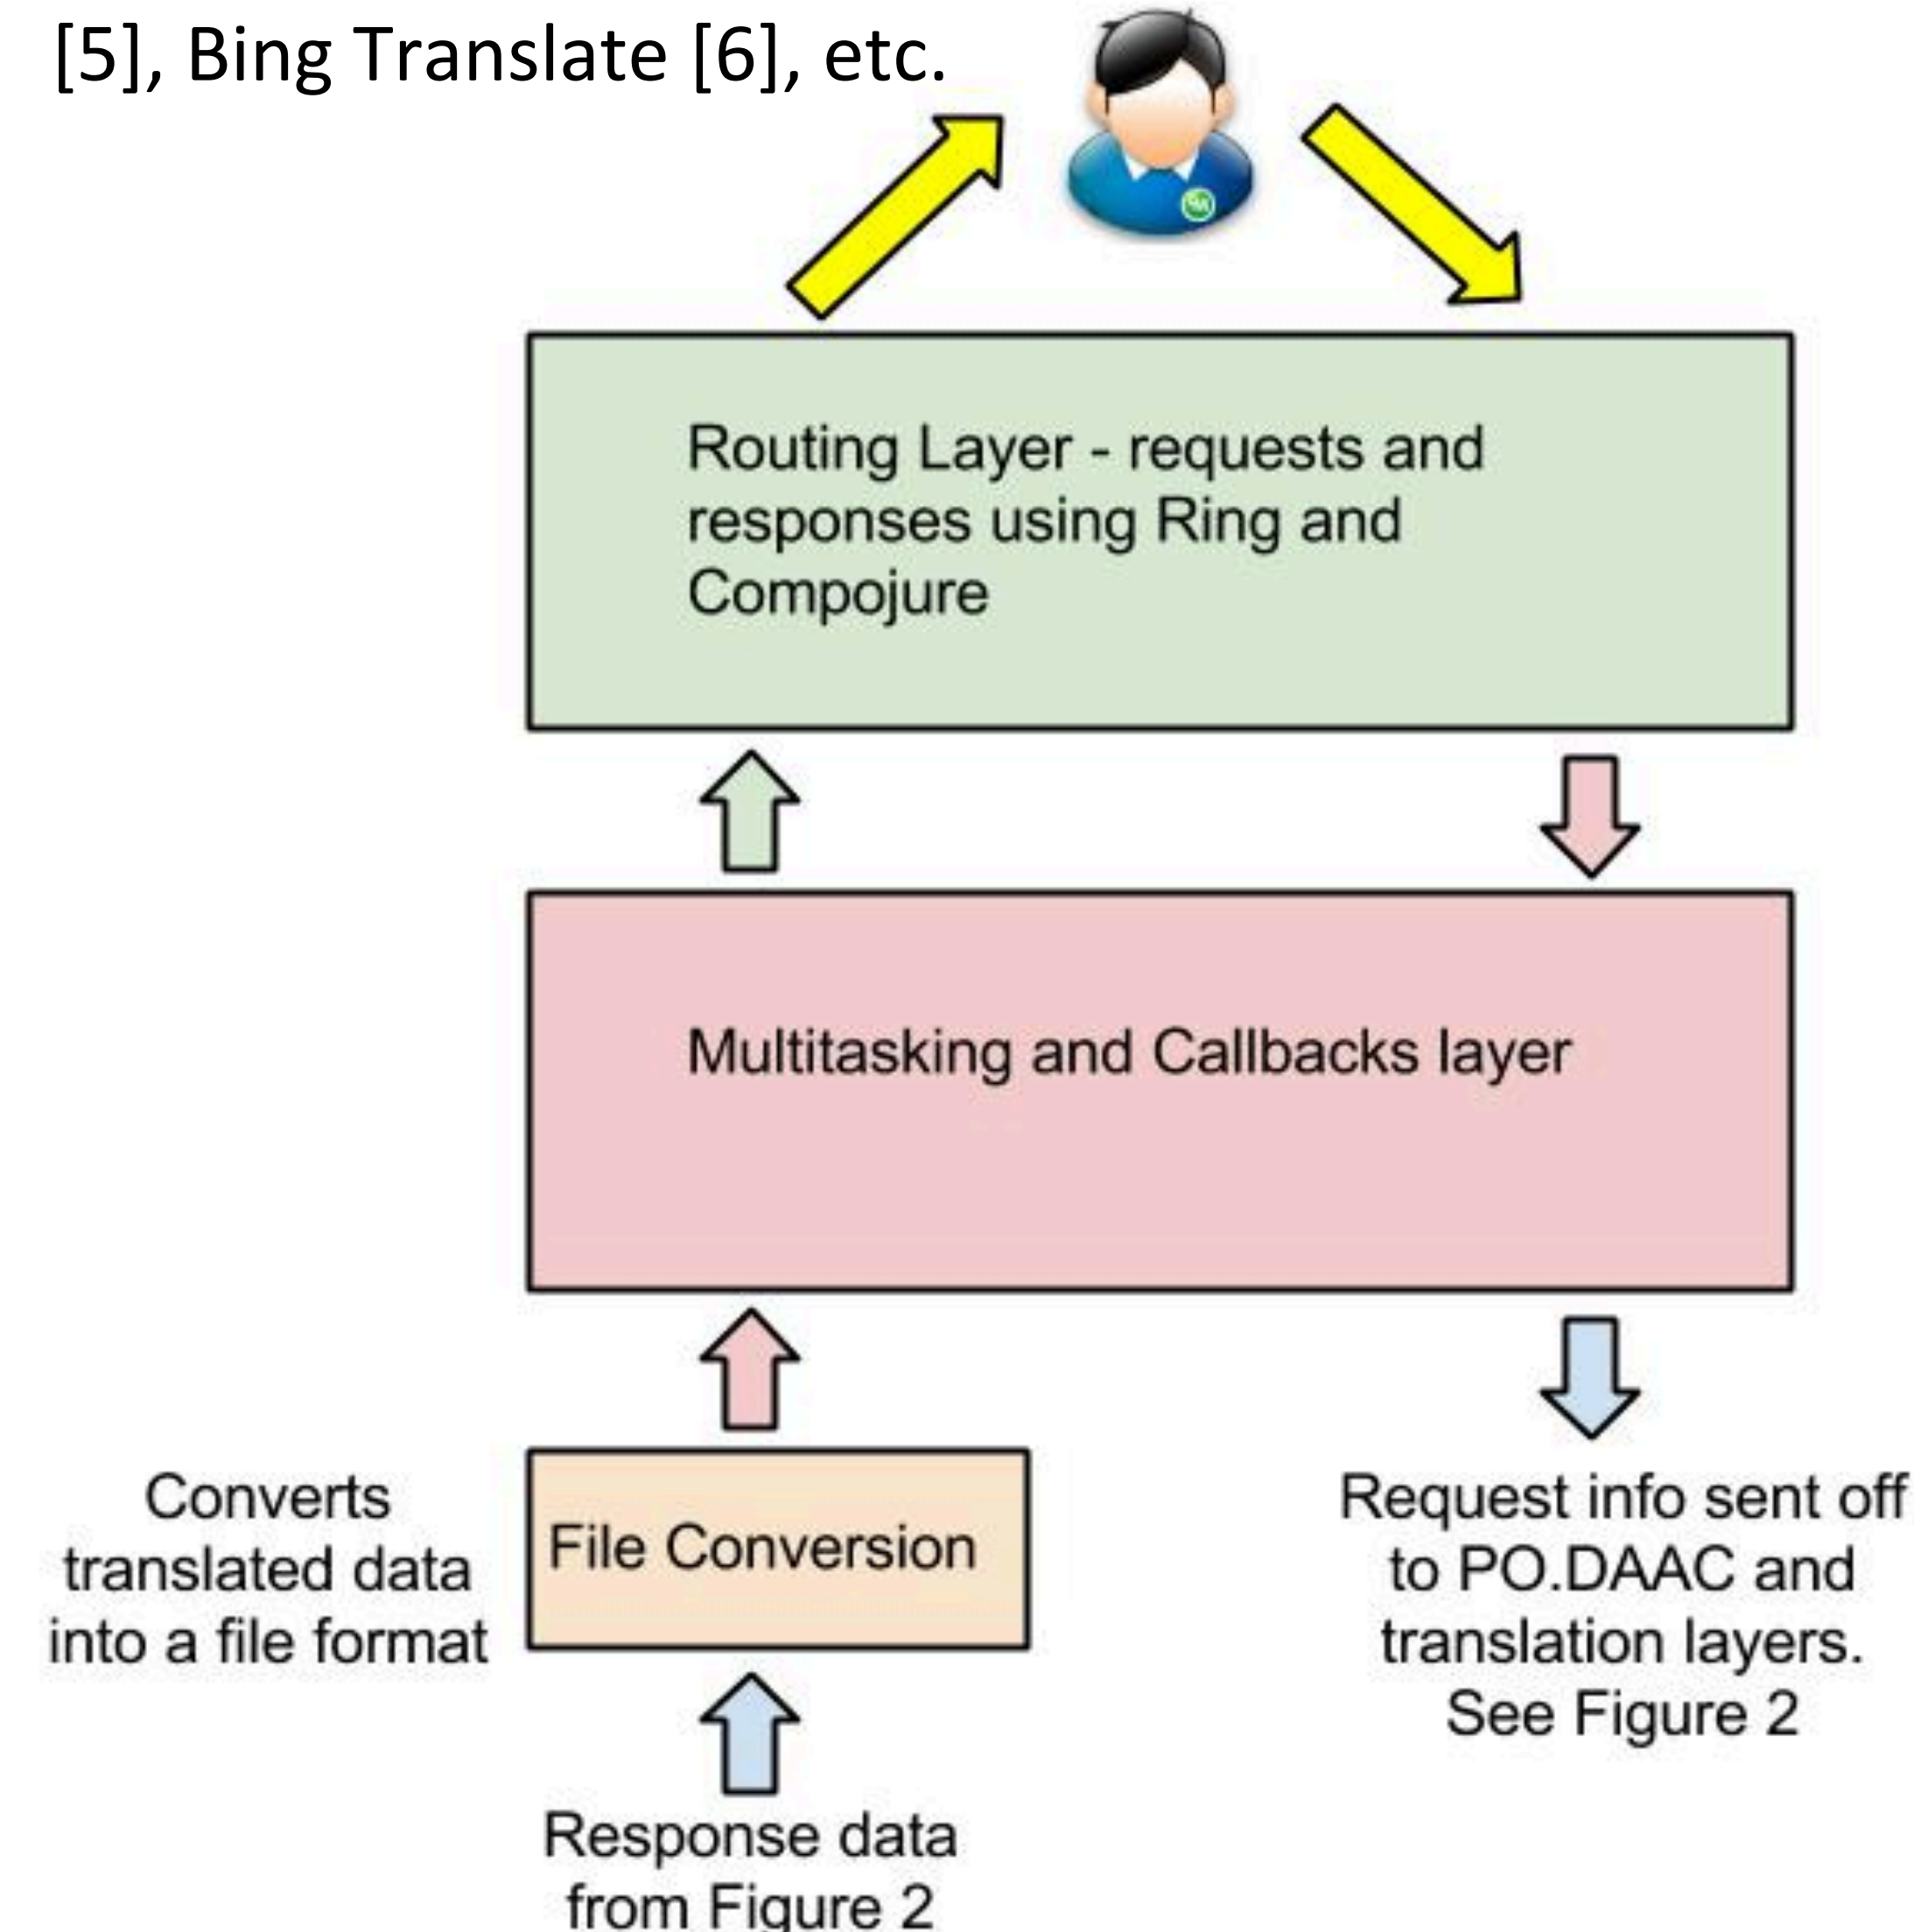 [5], Bing Translate [6], etc.
Routing Layer - requests and
responses using Ring and
Compojure
Multitasking and Callbacks layer
Converts
translated data
into a file format
File Conversion
Request info sent off
to PO.DAAC and
translation layers.
See Figure 2
Response data
from Figure 2